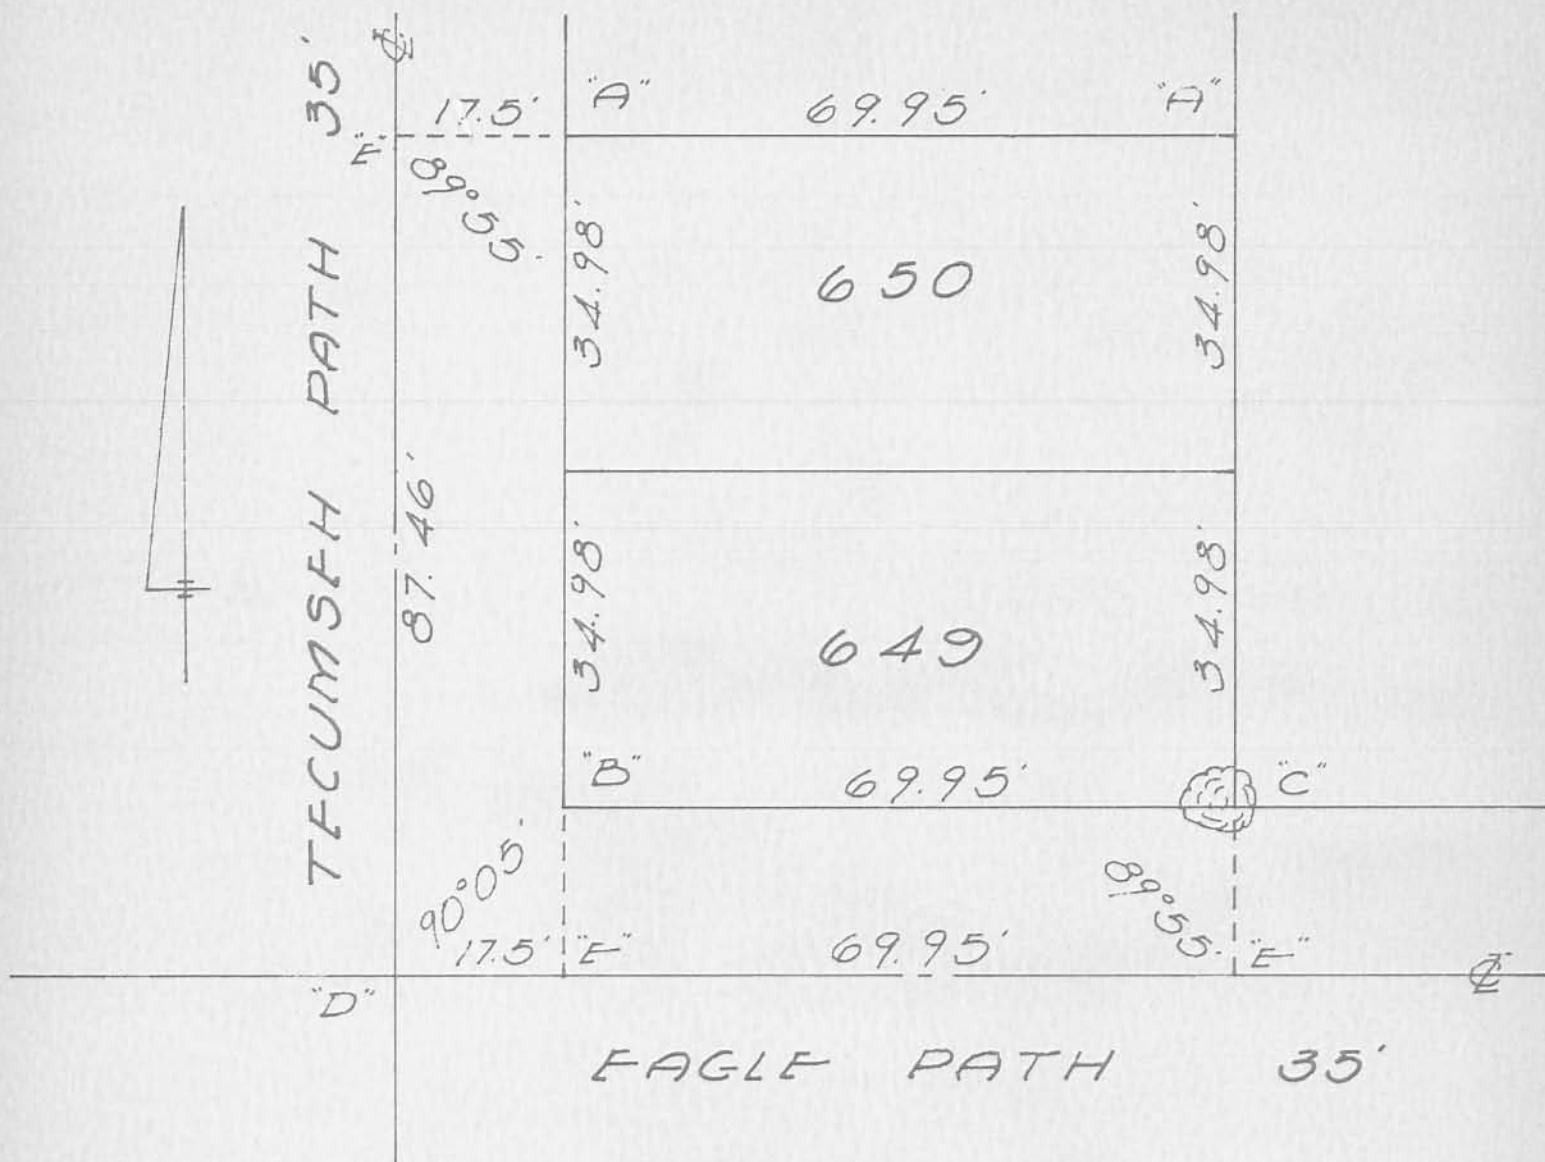 TECUMSEH PATH 35'
℄
17.5'
"A" 69.95' "A"
"E"
89°55'
34.98'
650
34.98'
87.46'
34.98'
649
34.98'
"B" 69.95' "C"
90°05'
89°55'
17.5' "E" 69.95' "E"
℄
"D"
EAGLE PATH 35'